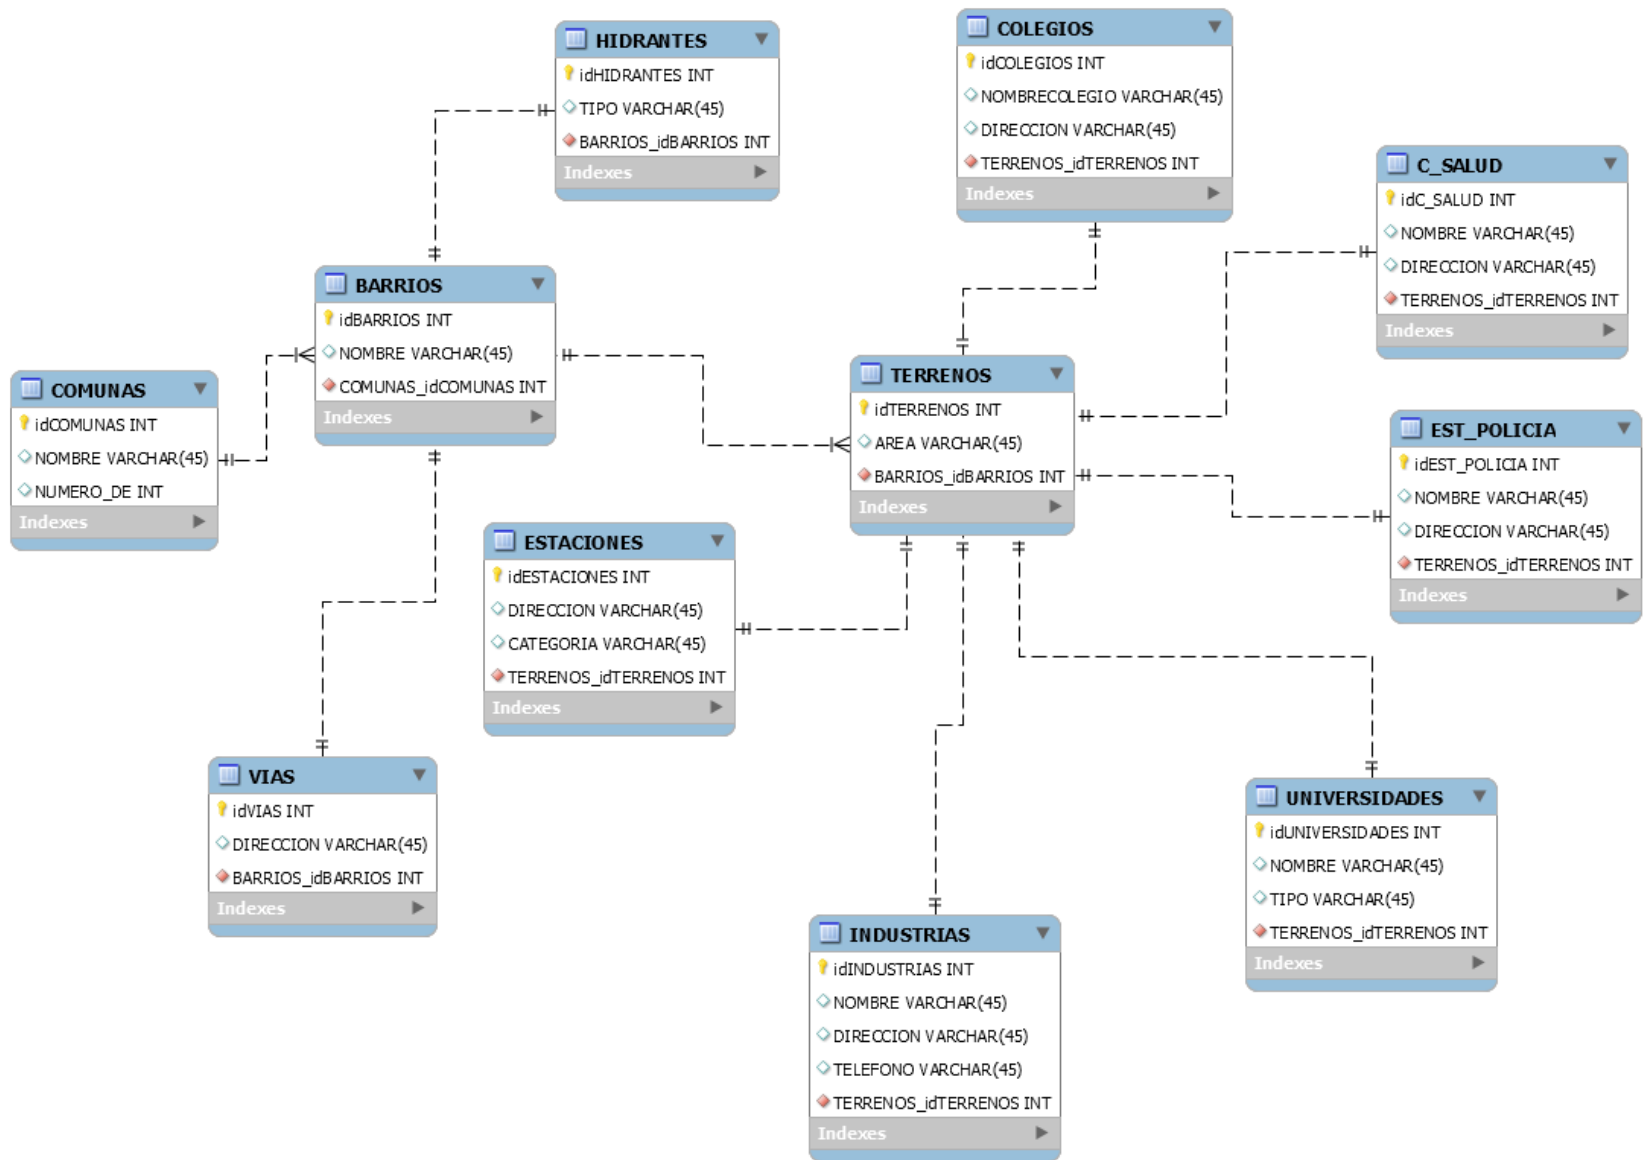 HIDRANTES
idHIDRANTES INT
TIPO VARCHAR(45)
BARRIOS_idBARRIOS INT
Indexes
COLEGIOS
idCOLEGIOS INT
NOMBRECOLEGIO VARCHAR(45)
DIRECCION VARCHAR(45)
TERRENOS_idTERRENOS INT
Indexes
C_SALUD
idC_SALUD INT
NOMBRE VARCHAR(45)
DIRECCION VARCHAR(45)
TERRENOS_idTERRENOS INT
Indexes
BARRIOS
idBARRIOS INT
NOMBRE VARCHAR(45)
COMUNAS_idCOMUNAS INT
Indexes
COMUNAS
idCOMUNAS INT
NOMBRE VARCHAR(45)
NUMERO_DE INT
Indexes
TERRENOS
idTERRENOS INT
AREA VARCHAR(45)
BARRIOS_idBARRIOS INT
Indexes
EST_POLICIA
idEST_POLICIA INT
NOMBRE VARCHAR(45)
DIRECCION VARCHAR(45)
TERRENOS_idTERRENOS INT
Indexes
ESTACIONES
idESTACIONES INT
DIRECCION VARCHAR(45)
CATEGORIA VARCHAR(45)
TERRENOS_idTERRENOS INT
Indexes
VIAS
idVIAS INT
DIRECCION VARCHAR(45)
BARRIOS_idBARRIOS INT
Indexes
UNIVERSIDADES
idUNIVERSIDADES INT
NOMBRE VARCHAR(45)
TIPO VARCHAR(45)
TERRENOS_idTERRENOS INT
Indexes
INDUSTRIAS
idINDUSTRIAS INT
NOMBRE VARCHAR(45)
DIRECCION VARCHAR(45)
TELEFONO VARCHAR(45)
TERRENOS_idTERRENOS INT
Indexes